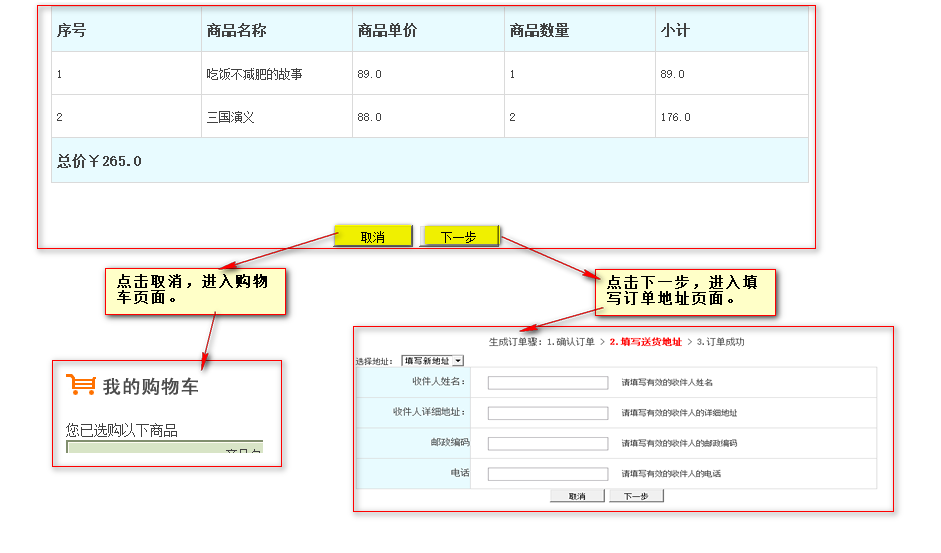 序号 商品名称 商品单价 商品数量 小计
1 吃饭不减肥的故事 89.0 1 89.0
2 三国演义 88.0 2 176.0
总价￥265.0
取消 下一步
点击取消，进入购物
车页面。
点击下一步，进入填
写订单地址页面。
我的购物车
您已选购以下商品
生成订单骤: 1.确认订单 > 2.填写送货地址 > 3.订单成功
选择地址: 填写新地址
收件人姓名: 请填写有效的收件人姓名
收件人详细地址: 请填写有效的收件人的详细地址
邮政编码 请填写有效的收件人的邮政编码
电话 请填写有效的收件人的电话
取消 下一步